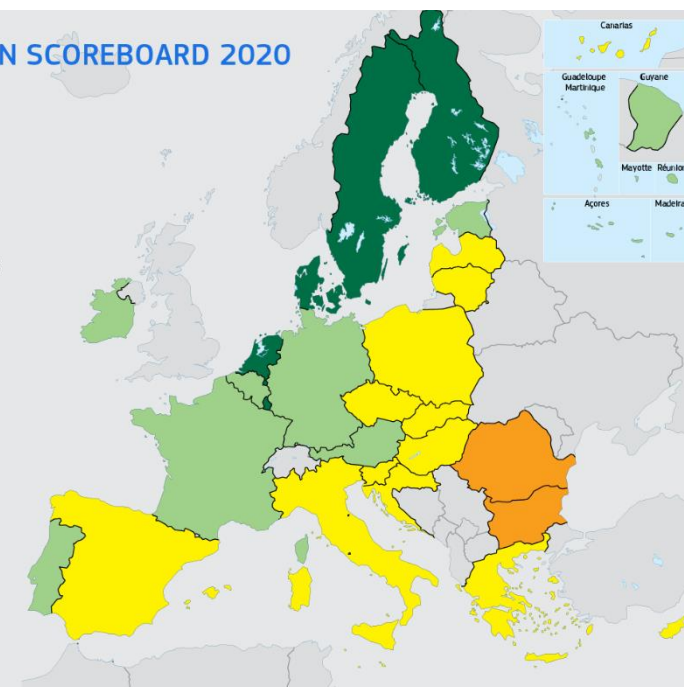 N SCOREBOARD 2020
Canarias
Guadeloupe
Martinique
Guyane
Mayotte
Réunion
Açores
Madeira